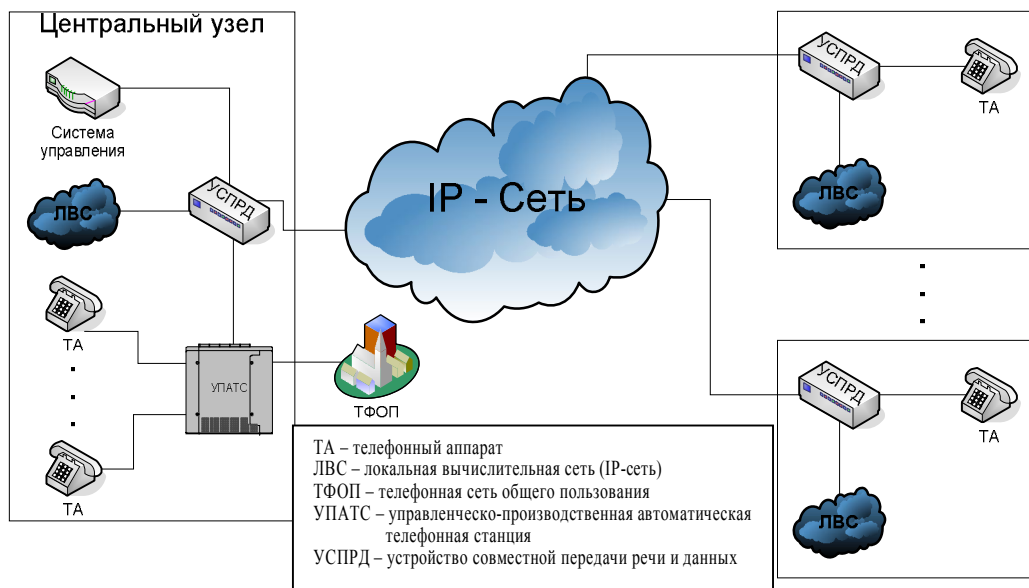 Центральный узел
Система
управления
ЛВС
УСПРД
ТА
ТА
УПАТС
ТФОП
IP - Сеть
УСПРД
ТА
ЛВС
УСПРД
ТА
ЛВС
ТА – телефонный аппарат
ЛВС – локальная вычислительная сеть (IP-сеть)
ТФОП – телефонная сеть общего пользования
УПАТС – управленческо-производственная автоматическая
телефонная станция
УСПРД – устройство совместной передачи речи и данных